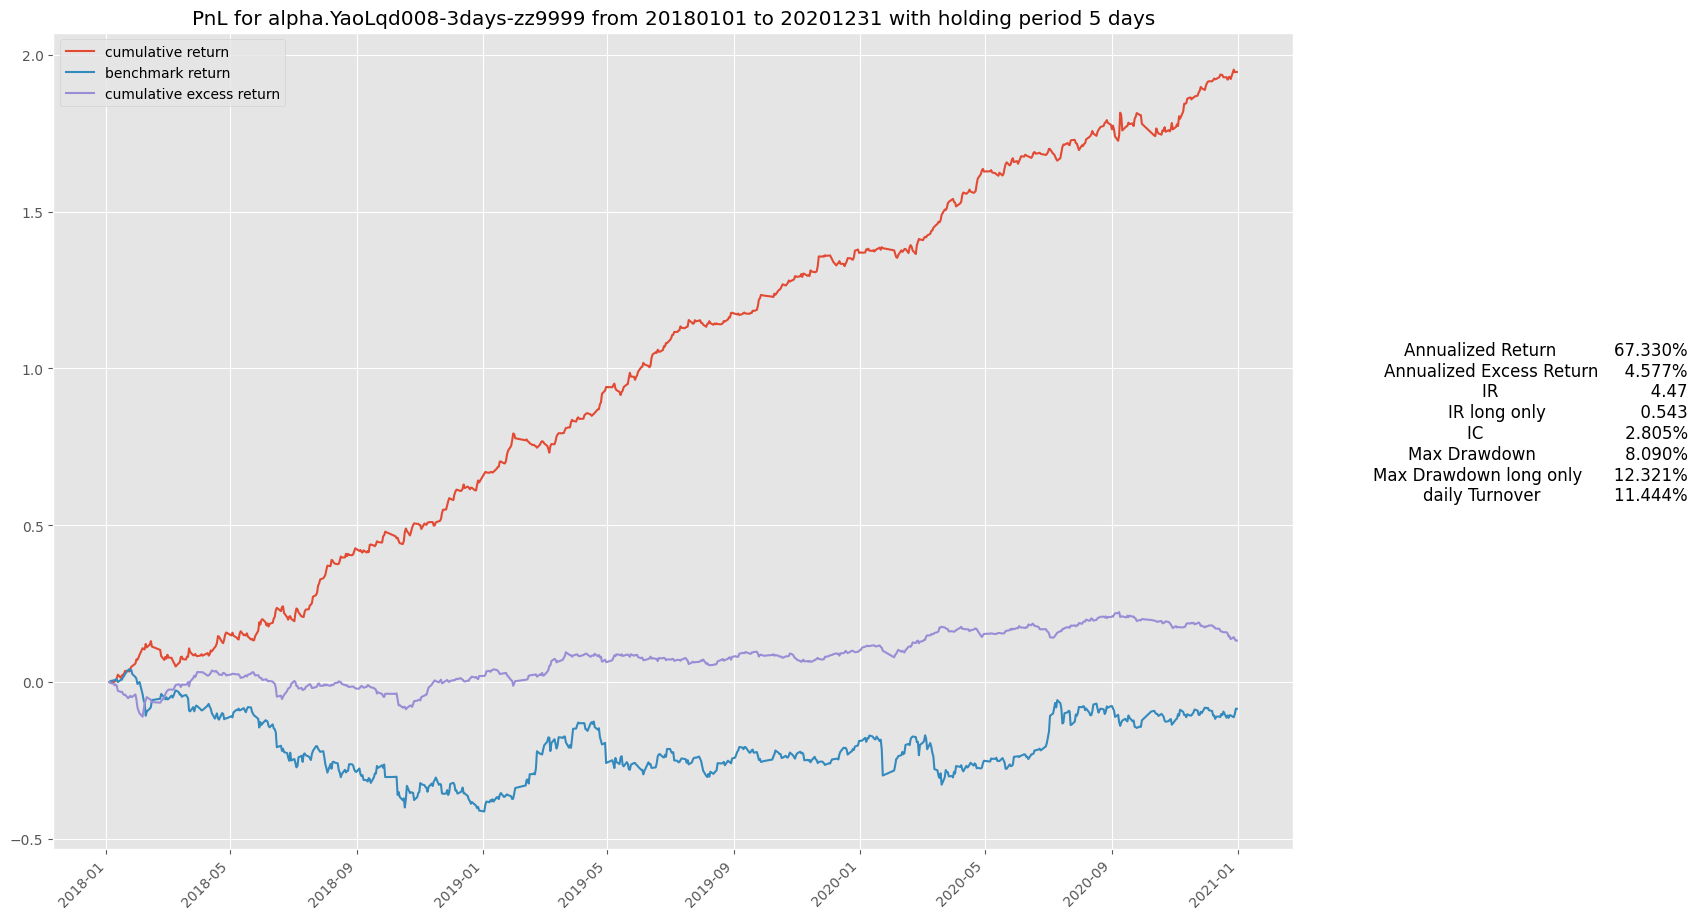 PnL for alpha.YaoLqd008-3days-zz9999 from 20180101 to 20201231 with holding period 5 days
cumulative return
benchmark return
cumulative excess return
2.0
1.5
1.0
0.5
0.0
−0.5
2018-01
2018-05
2018-09
2019-01
2019-05
2019-09
2020-01
2020-05
2020-09
2021-01
Annualized Return 67.330%
Annualized Excess Return 4.577%
IR 4.47
IR long only 0.543
IC 2.805%
Max Drawdown 8.090%
Max Drawdown long only 12.321%
daily Turnover 11.444%